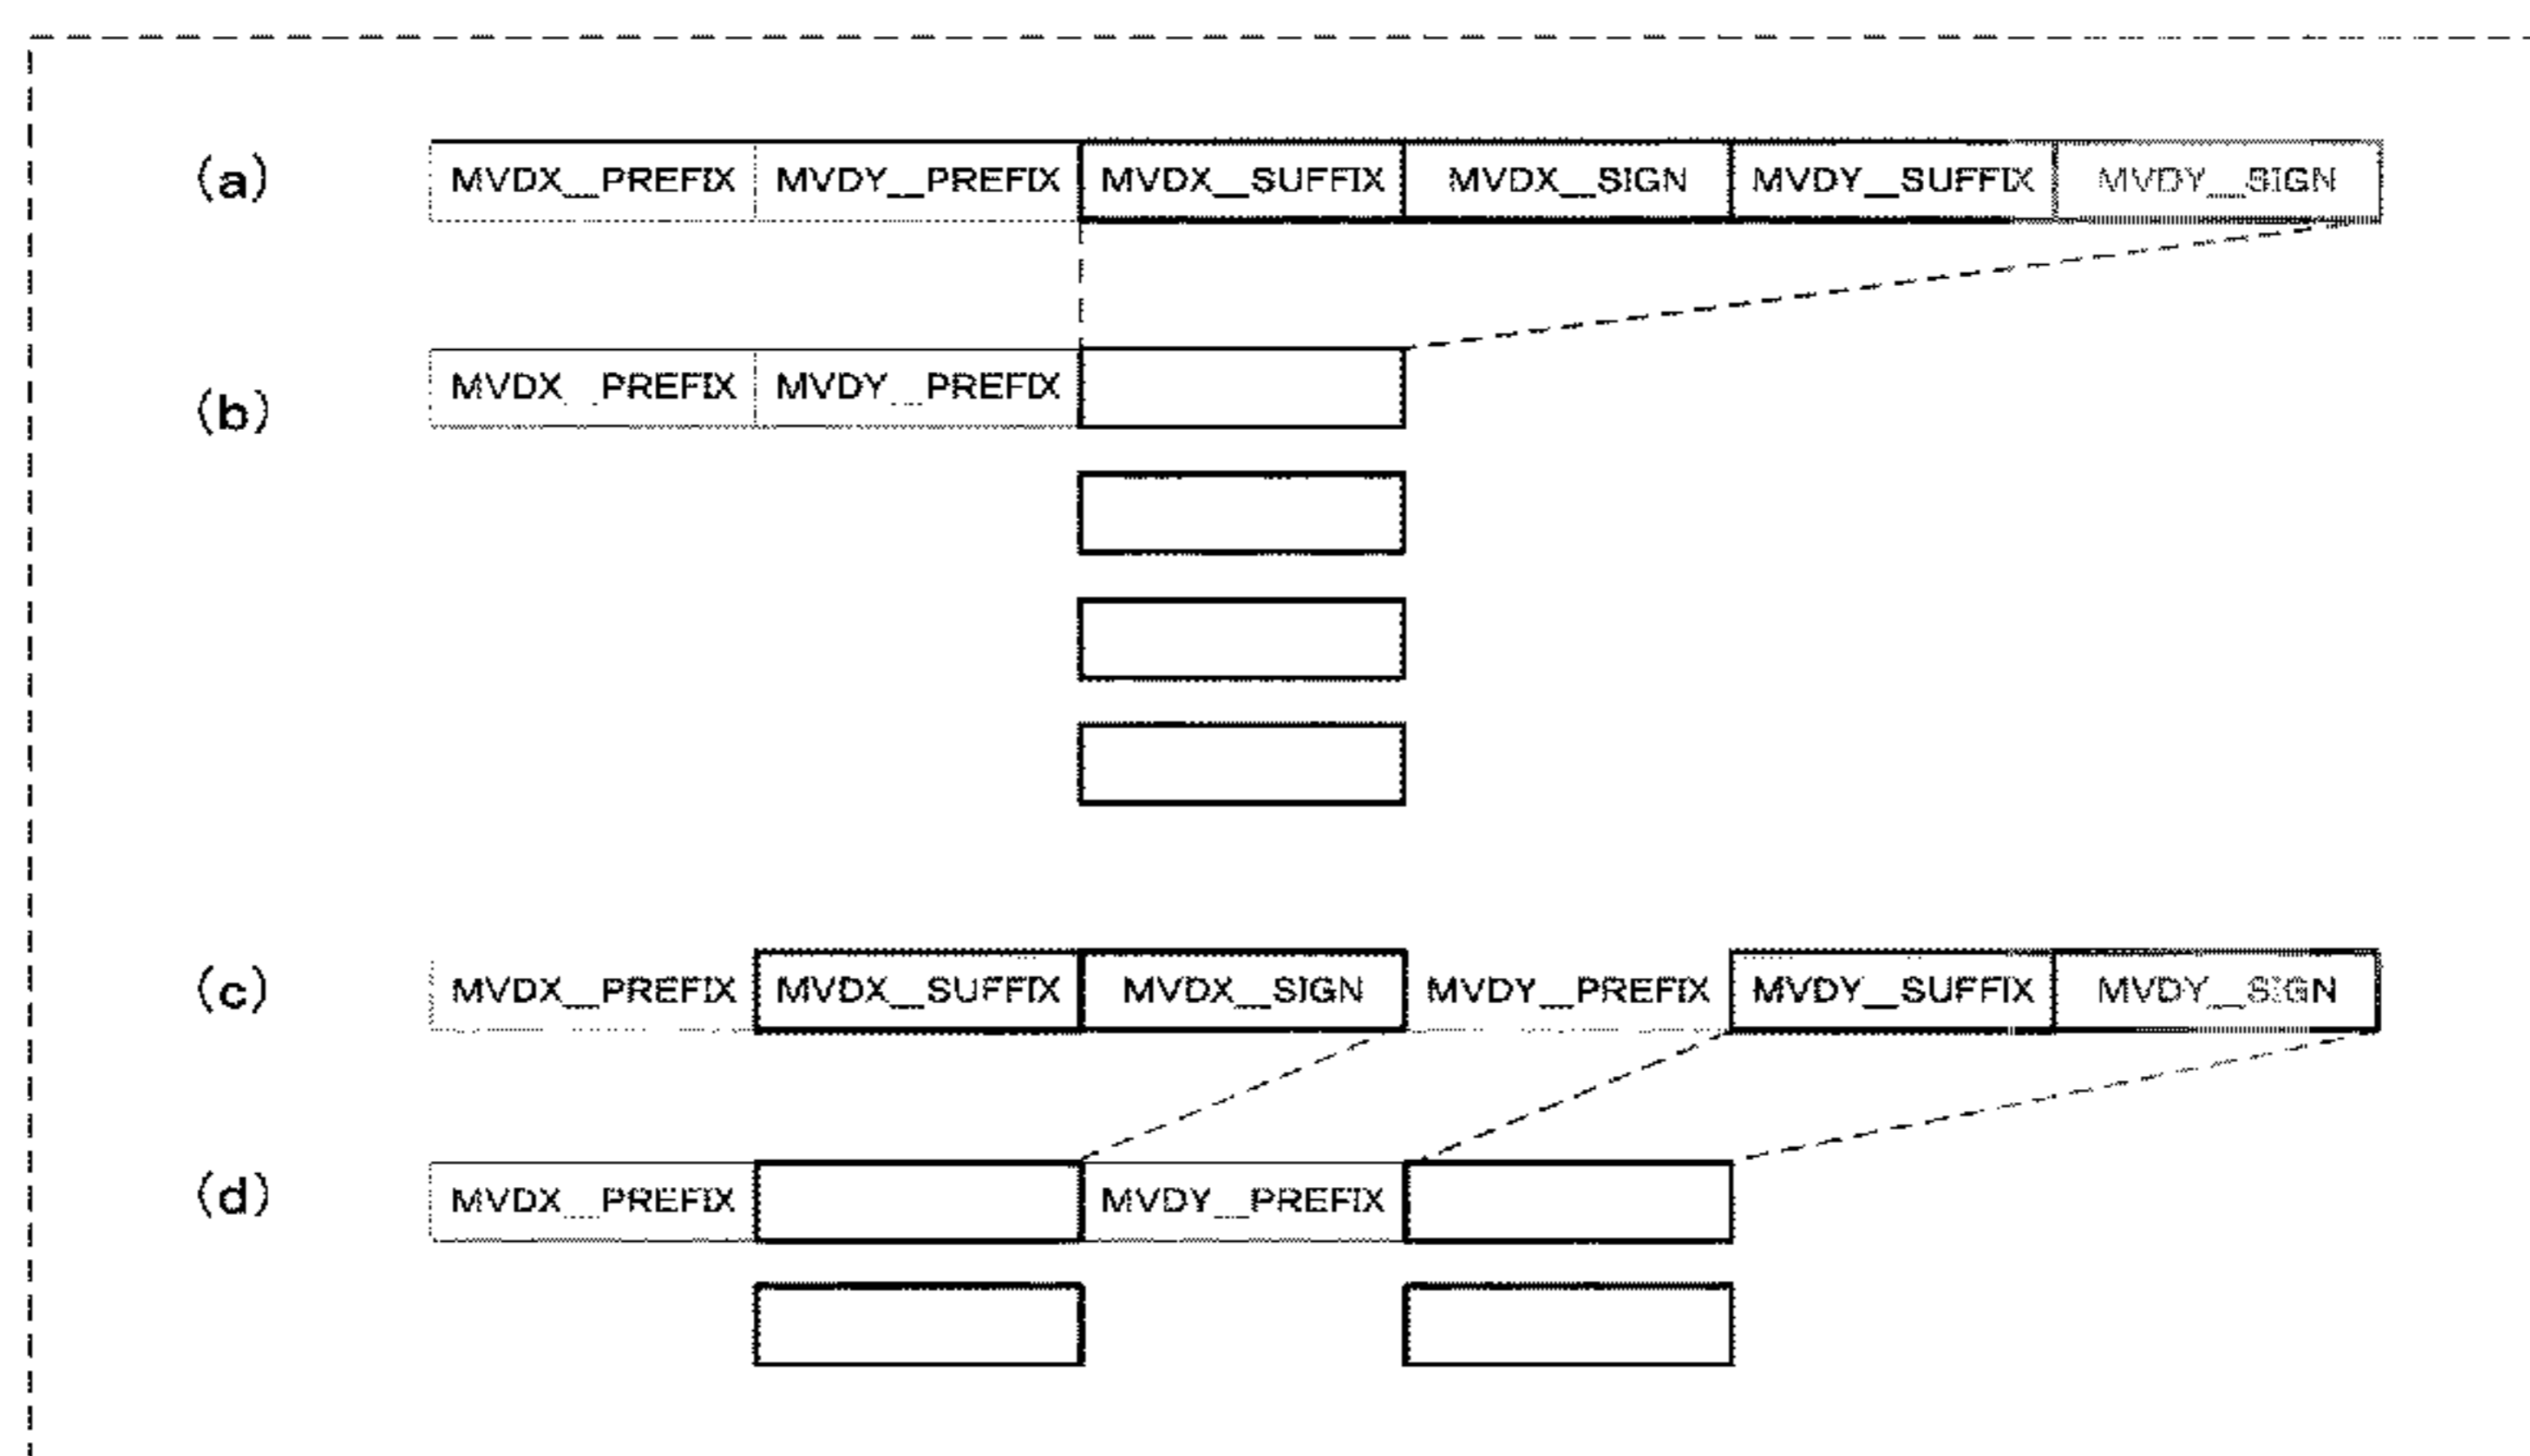 (a) MVDX__PREFIX MVDY__PREFIX MVDX__SUFFIX MVDX__SIGN MVDY__SUFFIX MVDY__SIGN
(b) MVDX__PREFIX MVDY__PREFIX
(c) MVDX__PREFIX MVDX__SUFFIX MVDX__SIGN MVDY__PREFIX MVDY__SUFFIX MVDY__SIGN
(d) MVDX__PREFIX MVDY__PREFIX